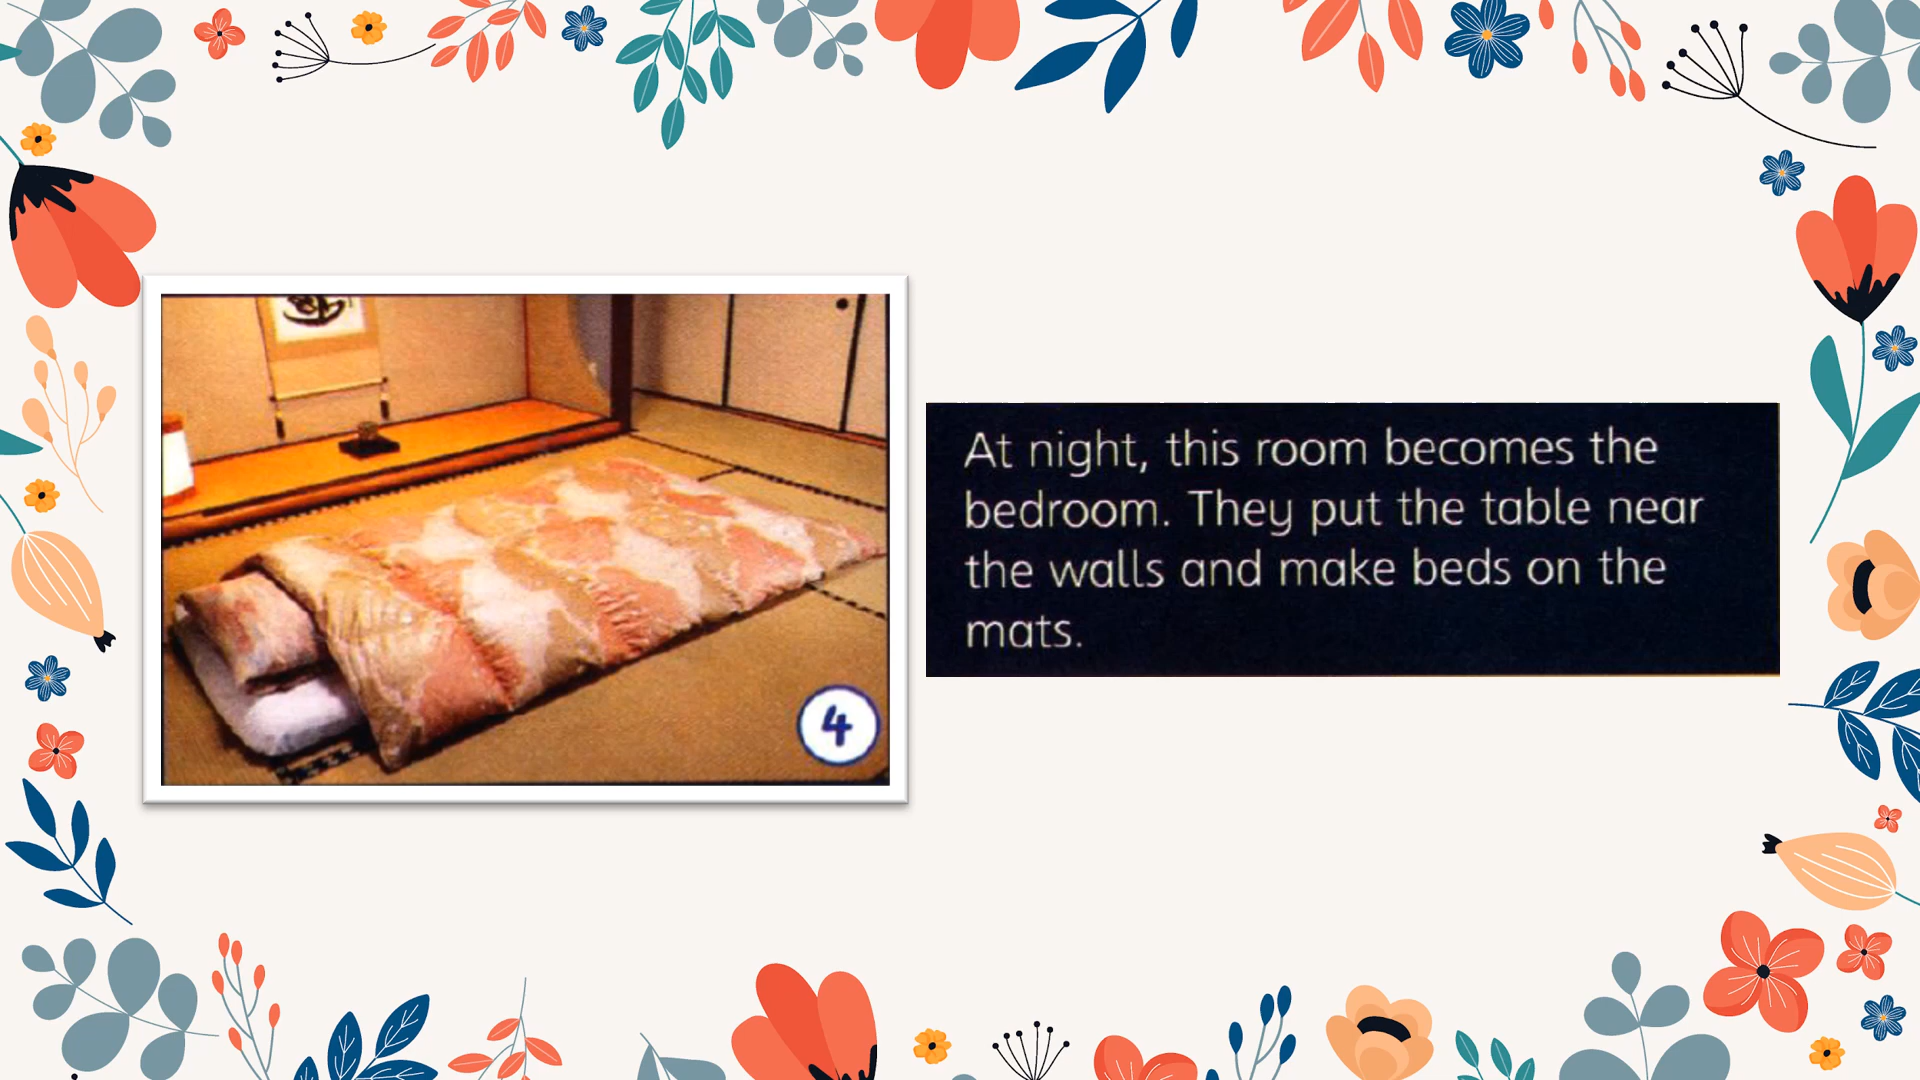 4
At night, this room becomes the
bedroom. They put the table near
the walls and make beds on the
mats.